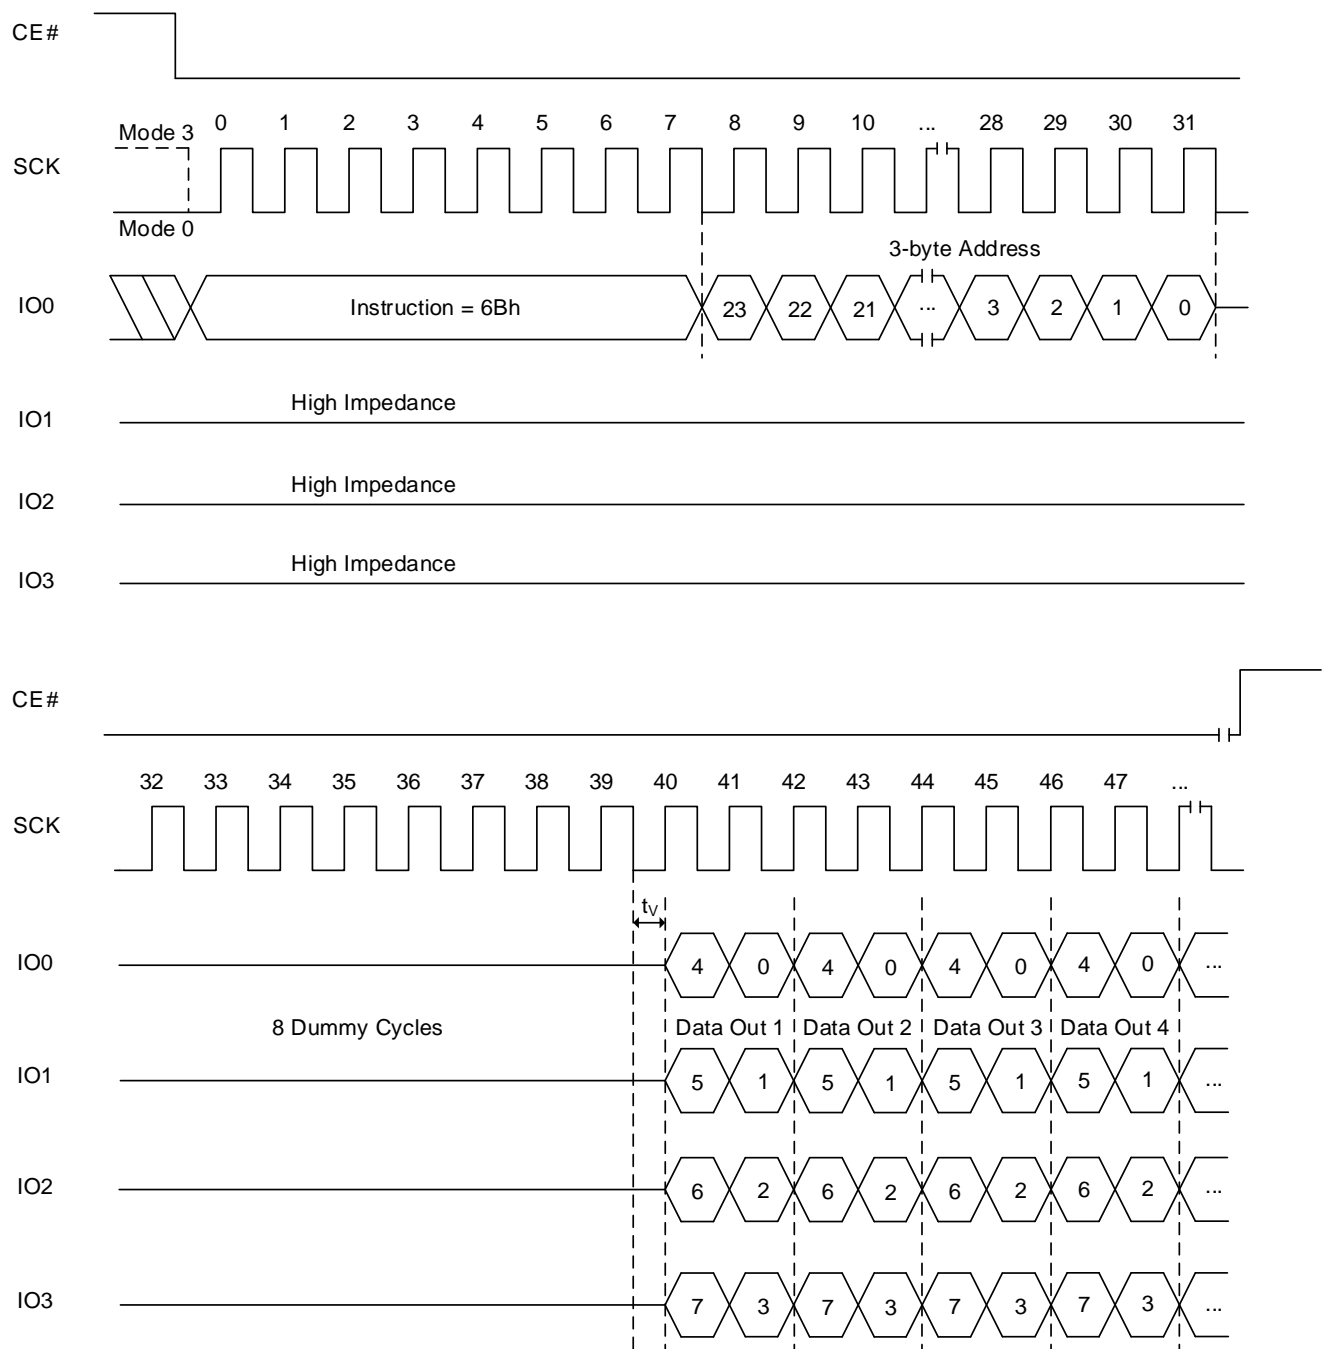 CE#
0 1 2 3 4 5 6 7 8 9 10 ... 28 29 30 31
Mode 3
SCK
Mode 0
3-byte Address
IO0 Instruction = 6Bh 23 22 21 ... 3 2 1 0
High Impedance
IO1
High Impedance
IO2
High Impedance
IO3
CE#
32 33 34 35 36 37 38 39 40 41 42 43 44 45 46 47 ...
SCK
tV
IO0 4 0 4 0 4 0 4 0 ...
8 Dummy Cycles Data Out 1 Data Out 2 Data Out 3 Data Out 4
IO1 5 1 5 1 5 1 5 1 ...
IO2 6 2 6 2 6 2 6 2 ...
IO3 7 3 7 3 7 3 7 3 ...